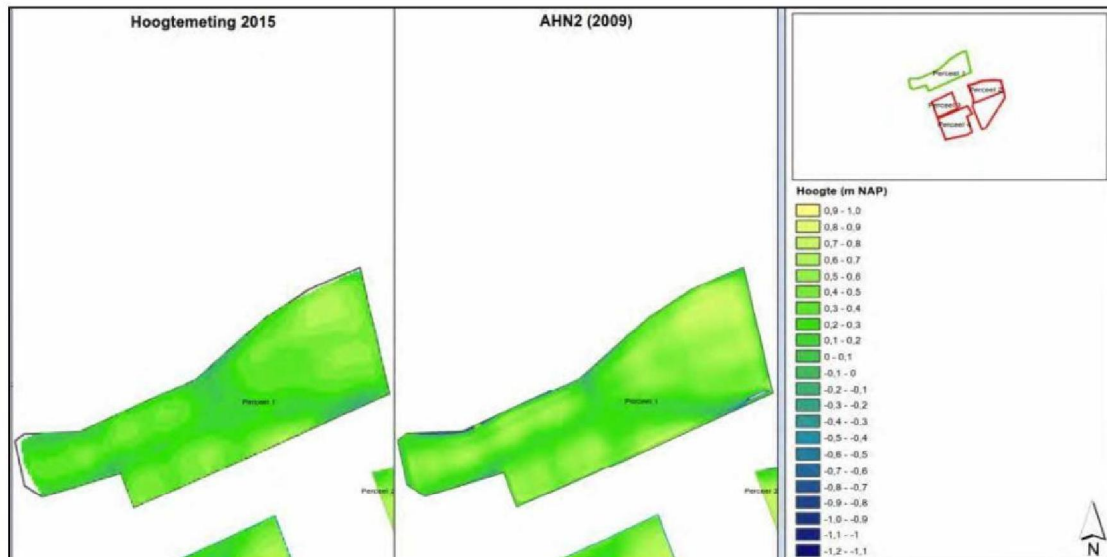 Hoogtemeting 2015
AHN2 (2009)
Perceel 1
Perceel 2
Perceel 1
Perceel 2
Perceel
Perceel 2
Perceel
Perceel
Hoogte (m NAP)
0,9 - 1,0
0,8 - 0,9
0,7 - 0,8
0,6 - 0,7
0,5 - 0,6
0,4 - 0,5
0,3 - 0,4
0,2 - 0,3
0,1 - 0,2
0 - 0,1
-0,1 - 0
-0,2 - -0,1
-0,3 - -0,2
-0,4 - -0,3
-0,5 - -0,4
-0,6 - -0,5
-0,7 - -0,6
-0,8 - -0,7
-0,9 - -0,8
-1,0 - -0,9
-1,1 - -1
-1,2 - -1,1
N